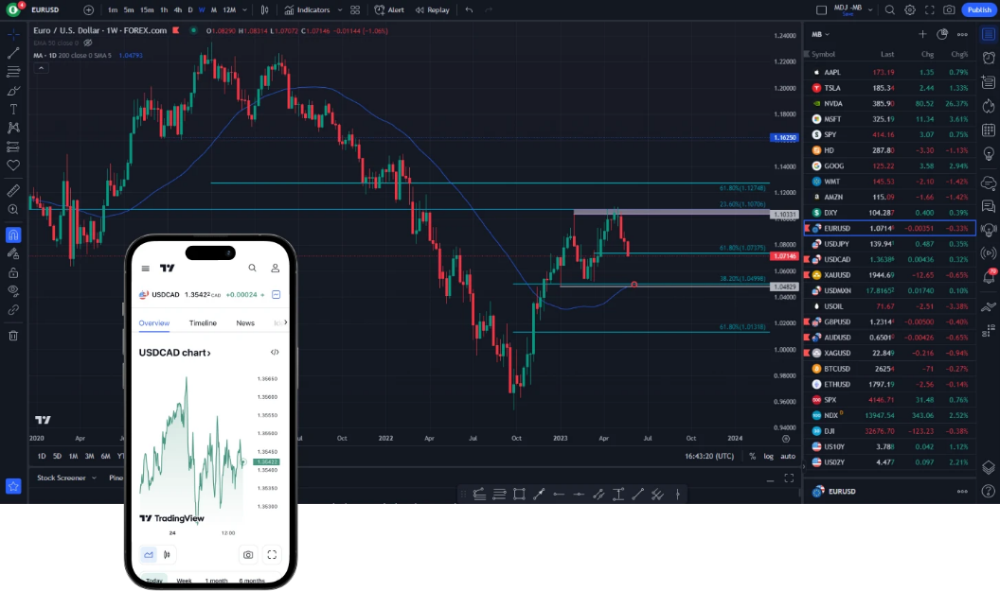 4 EURUSD 1m 5m 15m 1h 4h D W M 12M Indicators Alert Replay MDJ -MB Save Publish
Euro / U.S. Dollar · 1W · FOREX.com O1.08290 H1.08314 L1.07072 C1.07146 -0.01144 (-1.06%)
EMA 50 close 0
MA · 1D 200 close 0 SMA 5 1.04793
1.24000
1.22000
1.20000
1.18000
1.16250
1.14000
61.80%(1.12748)
1.12000
23.60%(1.10706)
1.10331
1.08000
61.80%(1.07375)
1.07146
1.06000
38.20%(1.04998)
1.04829
1.04000
1.02000
61.80%(1.01318)
1.00000
0.98000
0.96000
0.94000
2020 Apr Oct 2022 Apr Jul Oct 2023 Apr Jul Oct 2024
1D 5D 1M 3M 6M 16:43:20 (UTC) % log auto
Stock Screener Pine
MB
Symbol Last Chg Chg%
AAPL 173.19 1.35 0.79%
TSLA 185.34 2.44 1.33%
NVDA 385.90 80.52 26.37%
MSFT 325.19 11.34 3.61%
SPY 414.16 3.07 0.75%
HD 287.80 -3.30 -1.13%
GOOG 125.22 3.58 2.94%
WMT 145.53 -2.10 -1.42%
AMZN 115.09 -1.66 -1.42%
DXY 104.287 0.400 0.39%
EURUSD 1.0714⁶ -0.00351 -0.33%
USDJPY 139.94¹ 0.487 0.35%
USDCAD 1.3638⁶ 0.00436 0.32%
XAUUSD 1944.69 -12.65 -0.65%
USDMXN 17.8165² 0.01740 0.10%
USOIL 71.67 -2.51 -3.38%
GBPUSD 1.2314⁴ -0.00500 -0.40%
AUDUSD 0.6501⁰ -0.00426 -0.65%
XAGUSD 22.849 -0.216 -0.94%
BTCUSD 26254 -71 -0.27%
ETHUSD 1797.19 -2.56 -0.14%
SPX 4146.71 31.48 0.76%
NDX D 13947.54 343.06 2.52%
DJI 32676.70 -123.23 -0.38%
US10Y 3.788 0.042 1.12%
US02Y 4.477 0.097 2.21%
EURUSD
USDCAD 1.3542² CAD +0.00024 +
Overview Timeline News
USDCAD chart›
1.35650
1.35600
1.35550
1.35500
1.35450
1.35422
1.35400
1.35350
1.35300
TradingView
24 12:00
Today Week 1 month 6 months